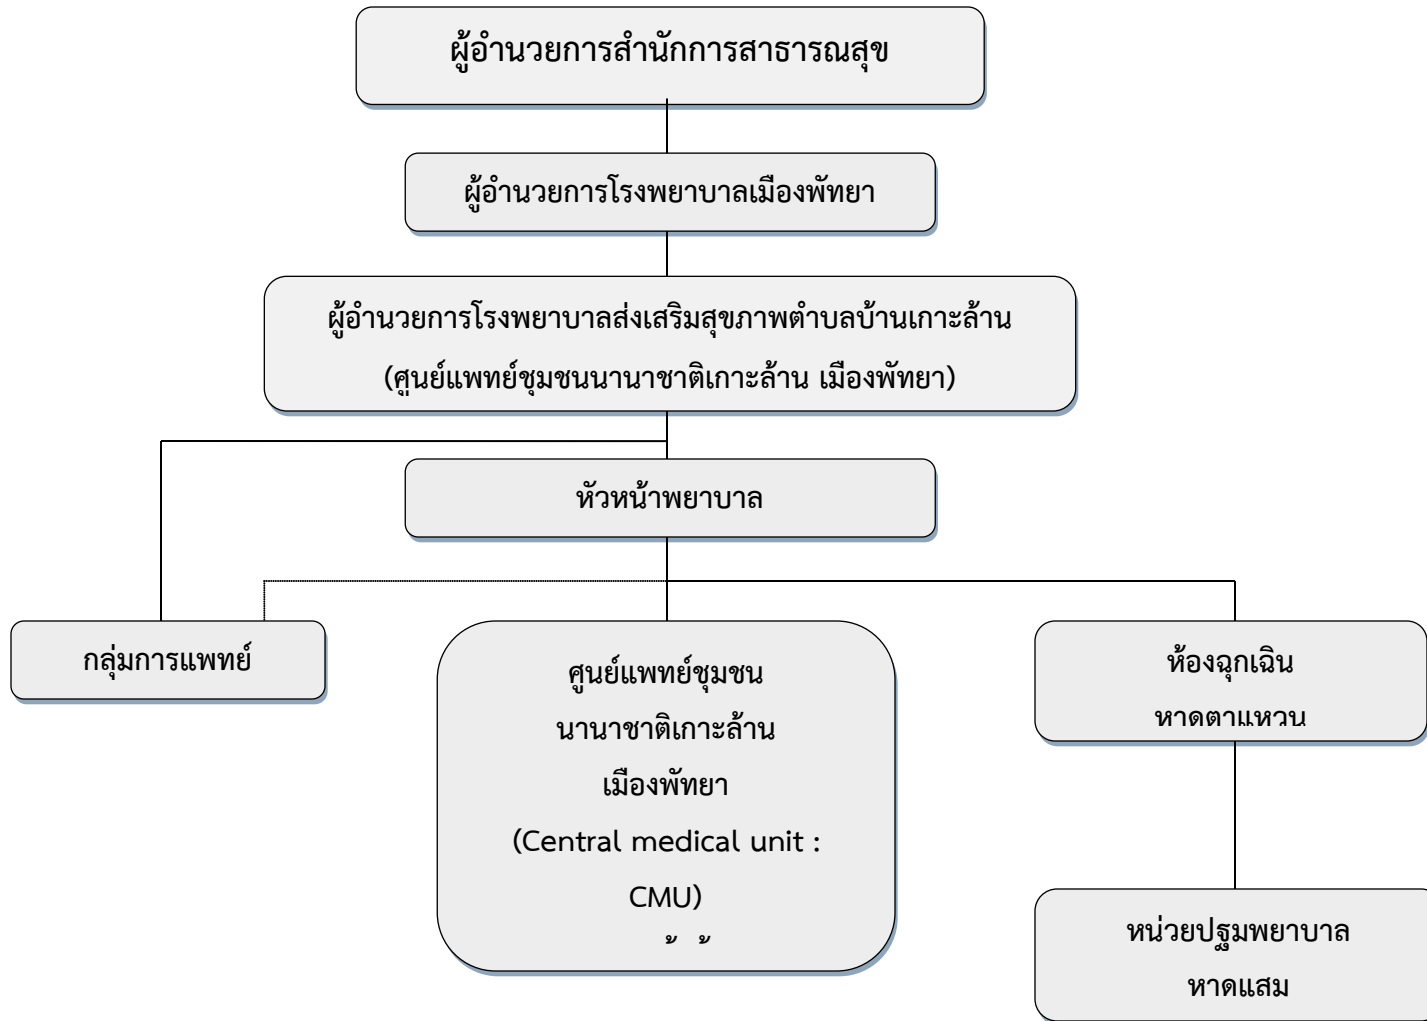 ผู้อำนวยการสำนักการสาธารณสุข
ผู้อำนวยการโรงพยาบาลเมืองพัทยา
ผู้อำนวยการโรงพยาบาลส่งเสริมสุขภาพตำบลบ้านเกาะล้าน
(ศูนย์แพทย์ชุมชนนานาชาติเกาะล้าน เมืองพัทยา)
หัวหน้าพยาบาล
กลุ่มการแพทย์
ศูนย์แพทย์ชุมชน
นานาชาติเกาะล้าน
เมืองพัทยา
(Central medical unit :
CMU)
ห้องฉุกเฉิน
หาดตาแหวน
หน่วยปฐมพยาบาล
หาดแสม